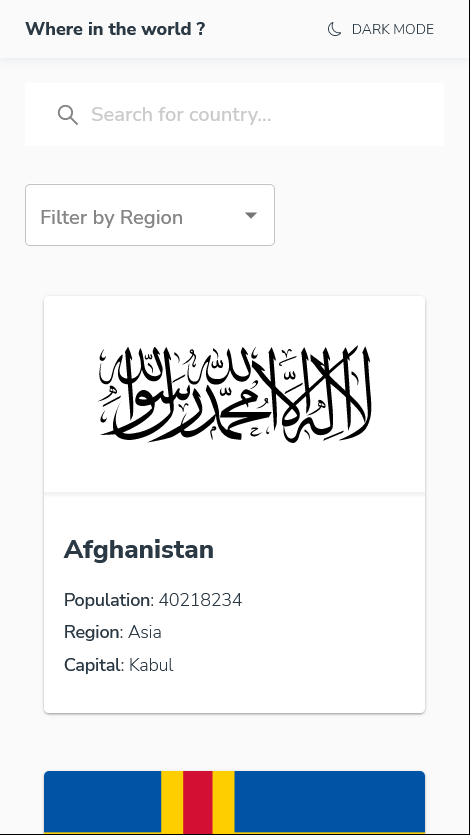 Where in the world ?
DARK MODE
Search for country...
Filter by Region
لا إله إلا الله محمد رسول الله
Afghanistan
Population: 40218234
Region: Asia
Capital: Kabul